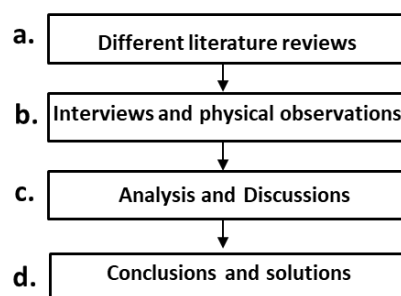 a. Different literature reviews
b. Interviews and physical observations
c. Analysis and Discussions
d. Conclusions and solutions